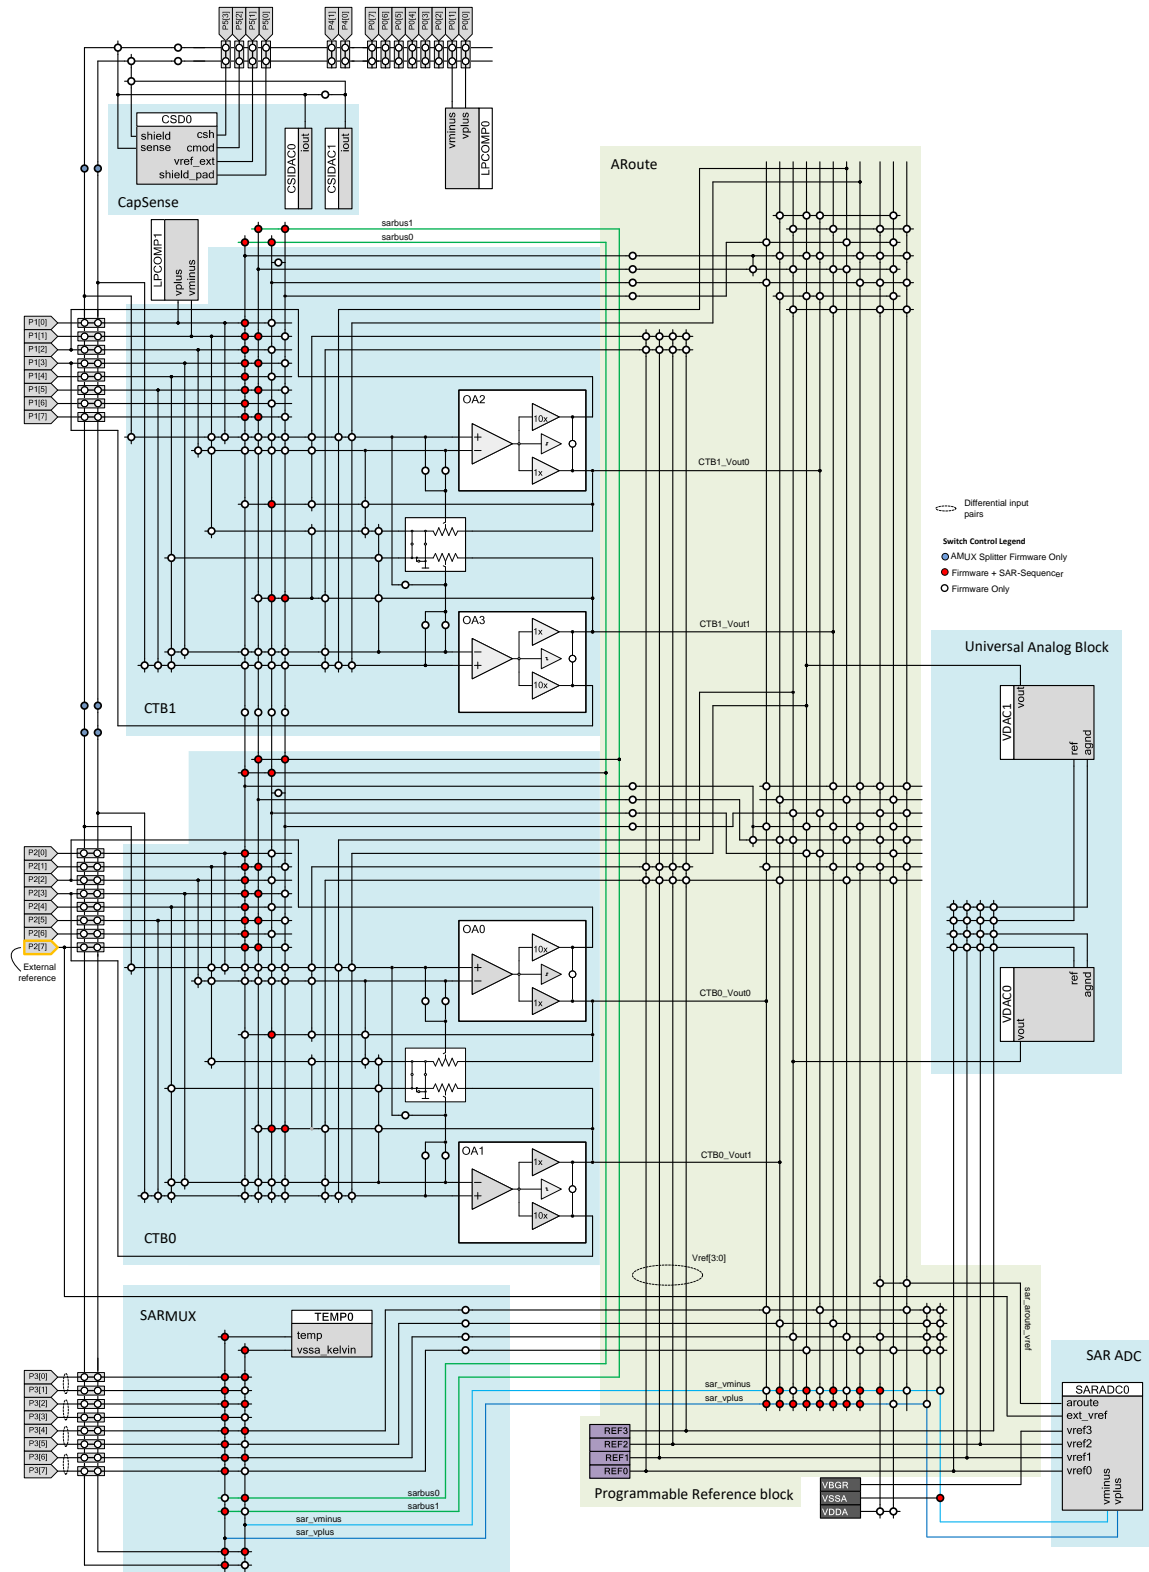 P5[3]
P5[2]
P5[1]
P5[0]
P4[1]
P4[0]
P0[7]
P0[6]
P0[5]
P0[4]
P0[3]
P0[2]
P0[1]
P0[0]
CSD0
shield
sense
csh
cmod
vref_ext
shield_pad
CSIDAC0
iout
CSIDAC1
iout
vminus
vplus
LPCOMP0
CapSense
ARoute
LPCOMP1
vplus
vminus
sarbus1
sarbus0
P1[0]
P1[1]
P1[2]
P1[3]
P1[4]
P1[5]
P1[6]
P1[7]
OA2
10x
1x
CTB1_Vout0
OA3
1x
10x
CTB1_Vout1
CTB1
Differential input
pairs
Switch Control Legend
AMUX Splitter Firmware Only
Firmware + SAR-Sequencer
Firmware Only
Universal Analog Block
VDAC1
vout
ref
agnd
P2[0]
P2[1]
P2[2]
P2[3]
P2[4]
P2[5]
P2[6]
P2[7]
External
reference
OA0
10x
1x
CTB0_Vout0
VDAC0
vout
ref
agnd
OA1
1x
10x
CTB0_Vout1
CTB0
Vref[3:0]
SARMUX
TEMP0
temp
vssa_kelvin
sar_aroute_vref
P3[0]
P3[1]
P3[2]
P3[3]
P3[4]
P3[5]
P3[6]
P3[7]
sar_vminus
sar_vplus
SAR ADC
SARADC0
aroute
ext_vref
vref3
vref2
vref1
vref0
vminus
vplus
REF3
REF2
REF1
REF0
Programmable Reference block
VBGR
VSSA
VDDA
sarbus0
sarbus1
sar_vminus
sar_vplus